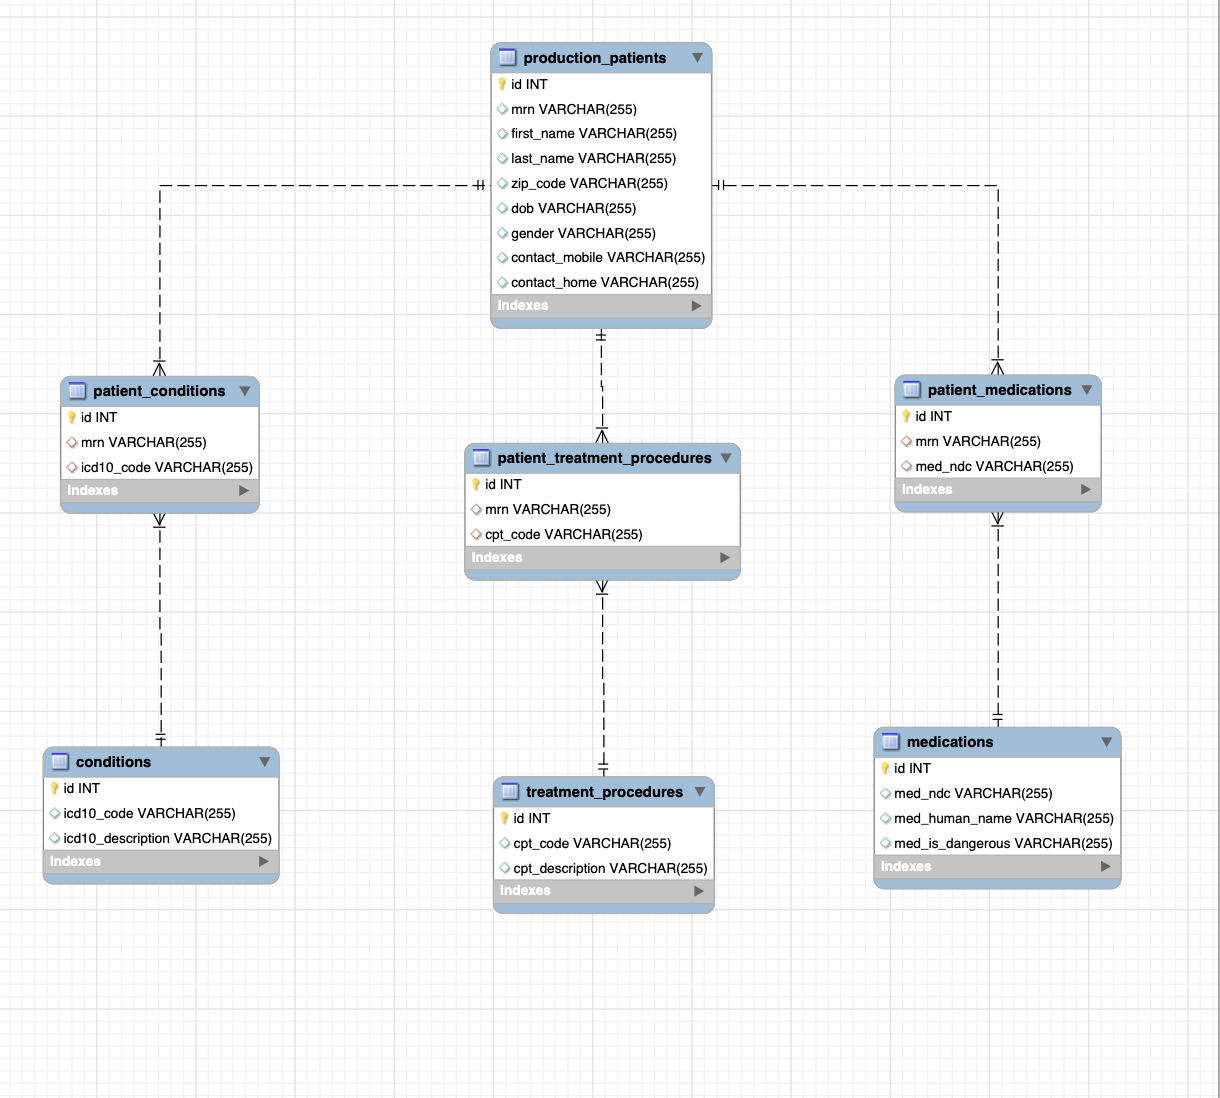 production_patients
id INT
mrn VARCHAR(255)
first_name VARCHAR(255)
last_name VARCHAR(255)
zip_code VARCHAR(255)
dob VARCHAR(255)
gender VARCHAR(255)
contact_mobile VARCHAR(255)
contact_home VARCHAR(255)
Indexes
patient_conditions
id INT
mrn VARCHAR(255)
icd10_code VARCHAR(255)
Indexes
patient_treatment_procedures
id INT
mrn VARCHAR(255)
cpt_code VARCHAR(255)
Indexes
patient_medications
id INT
mrn VARCHAR(255)
med_ndc VARCHAR(255)
Indexes
conditions
id INT
icd10_code VARCHAR(255)
icd10_description VARCHAR(255)
Indexes
treatment_procedures
id INT
cpt_code VARCHAR(255)
cpt_description VARCHAR(255)
Indexes
medications
id INT
med_ndc VARCHAR(255)
med_human_name VARCHAR(255)
med_is_dangerous VARCHAR(255)
Indexes